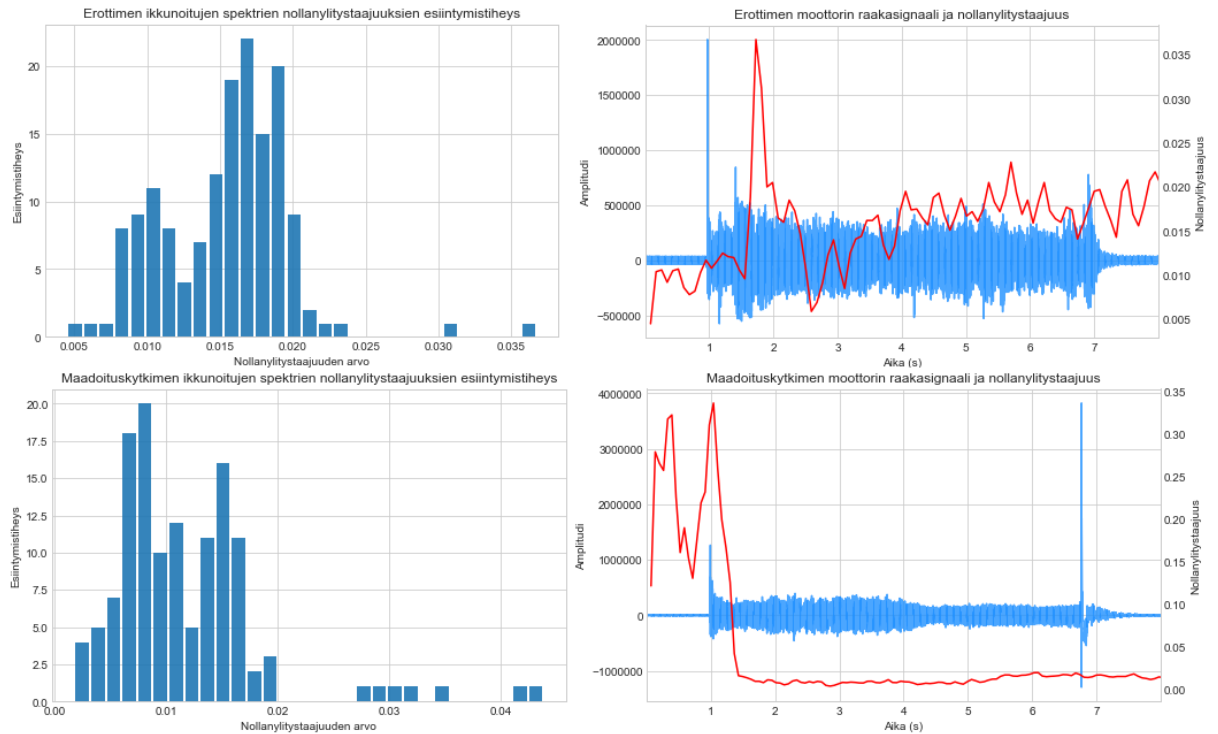 Erottimen ikkunoitujen spektrien nollanylitystaajuuksien esiintymistiheys
Esiintymistiheys
20
15
10
5
0
0.005 0.010 0.015 0.020 0.025 0.030 0.035
Nollanylitystaajuuden arvo
Erottimen moottorin raakasignaali ja nollanylitystaajuus
Amplitudi
2000000
1500000
1000000
500000
0
−500000
1 2 3 4 5 6 7
Aika (s)
0.035
0.030
0.025
0.020
0.015
0.010
0.005
Nollanylitystaajuus
Maadoituskytkimen ikkunoitujen spektrien nollanylitystaajuuksien esiintymistiheys
Esiintymistiheys
20.0
17.5
15.0
12.5
10.0
7.5
5.0
2.5
0.0
0.00 0.01 0.02 0.03 0.04
Nollanylitystaajuuden arvo
Maadoituskytkimen moottorin raakasignaali ja nollanylitystaajuus
Amplitudi
4000000
3000000
2000000
1000000
0
−1000000
1 2 3 4 5 6 7
Aika (s)
0.35
0.30
0.25
0.20
0.15
0.10
0.05
0.00
Nollanylitystaajuus